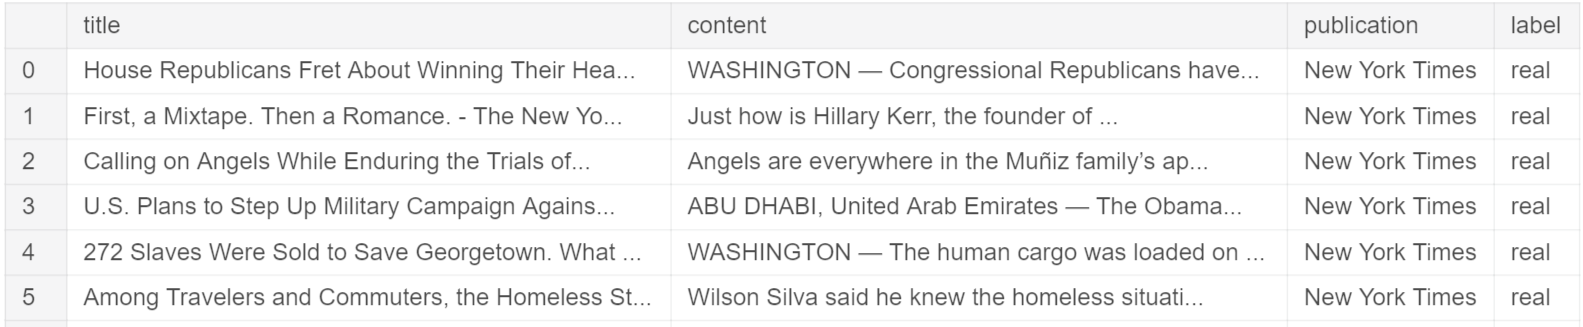 title content publication label
0 House Republicans Fret About Winning Their Hea... WASHINGTON — Congressional Republicans have... New York Times real
1 First, a Mixtape. Then a Romance. - The New Yo... Just how is Hillary Kerr, the founder of ... New York Times real
2 Calling on Angels While Enduring the Trials of... Angels are everywhere in the Muñiz family’s ap... New York Times real
3 U.S. Plans to Step Up Military Campaign Agains... ABU DHABI, United Arab Emirates — The Obama... New York Times real
4 272 Slaves Were Sold to Save Georgetown. What ... WASHINGTON — The human cargo was loaded on ... New York Times real
5 Among Travelers and Commuters, the Homeless St... Wilson Silva said he knew the homeless situati... New York Times real